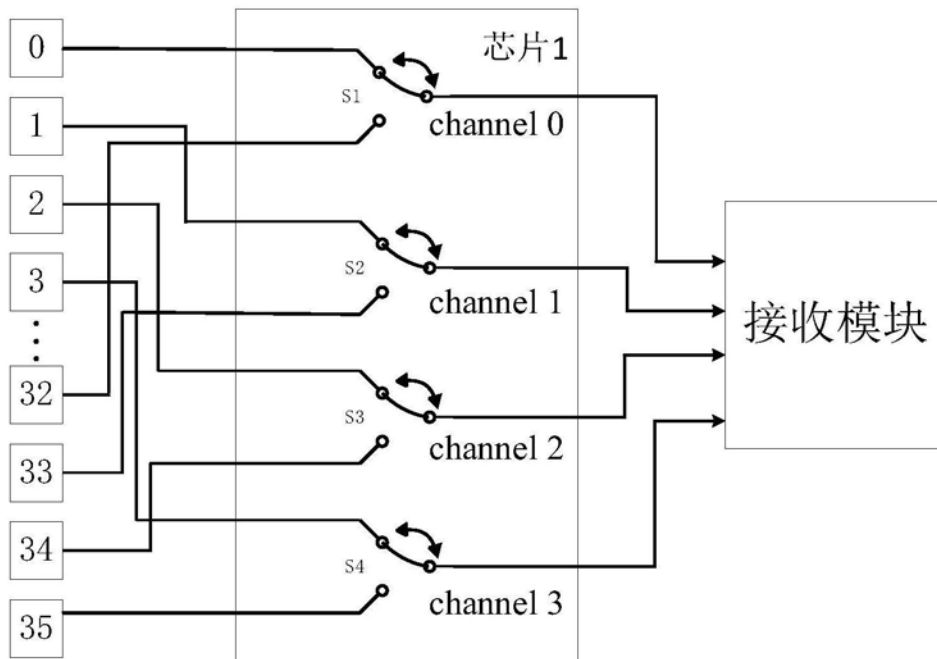 0
1
2
3
32
33
34
35
芯片1
S1
channel 0
S2
channel 1
S3
channel 2
S4
channel 3
接收模块